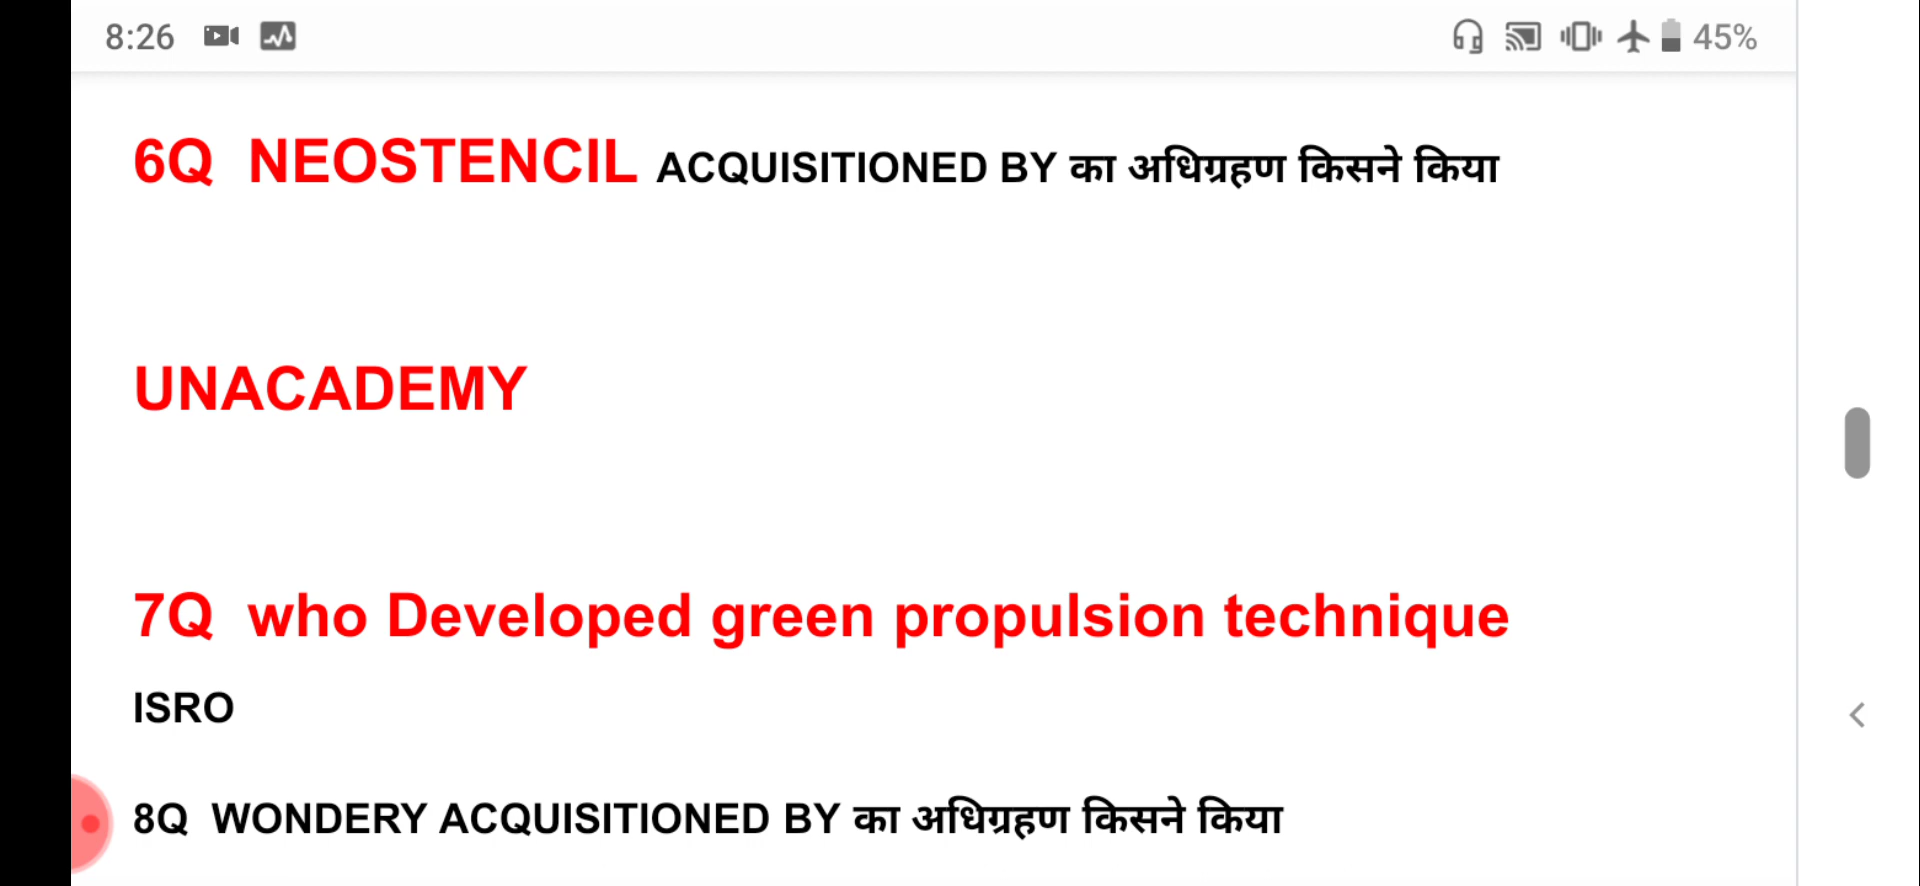 8:26 45%
6Q NEOSTENCIL ACQUISITIONED BY का अधिग्रहण किसने किया
UNACADEMY
7Q who Developed green propulsion technique
ISRO
8Q WONDERY ACQUISITIONED BY का अधिग्रहण किसने किया